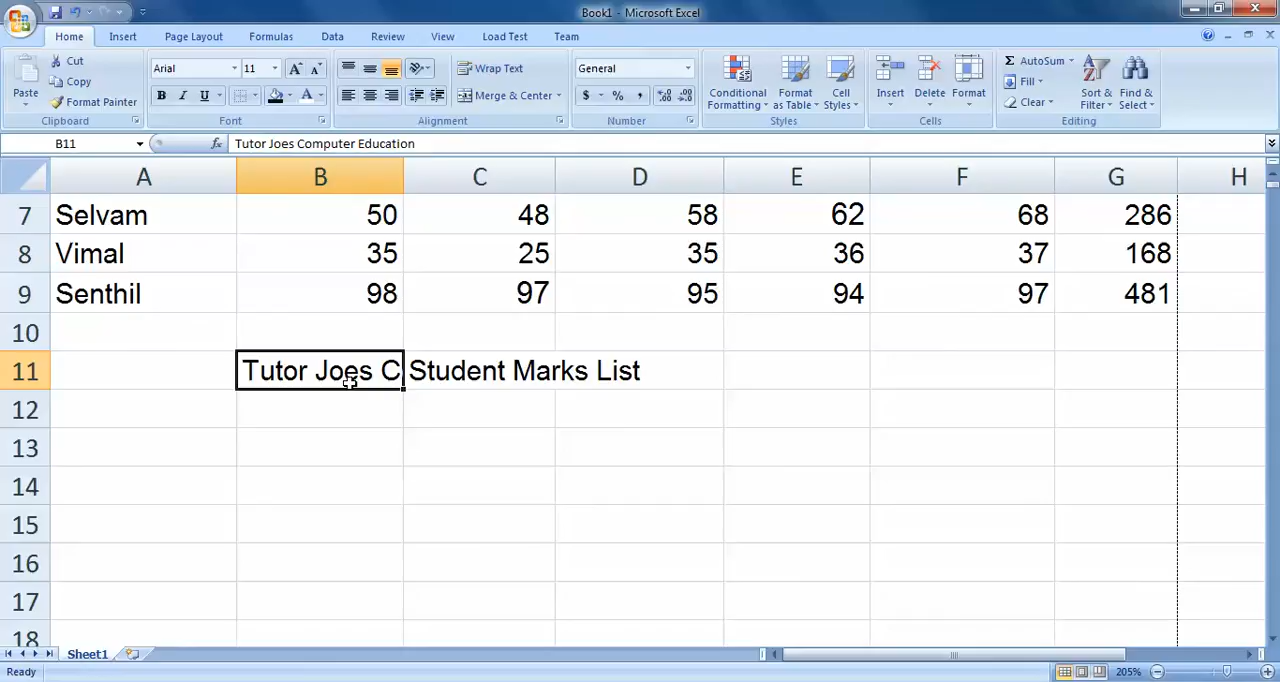 Book1 - Microsoft Excel
Home Insert Page Layout Formulas Data Review View Load Test Team
Paste Cut Copy Format Painter Clipboard
Arial 11 A A B I U A Font
Wrap Text Merge & Center Alignment
General $ % , .0 .00 .00 .0 Number
Conditional Formatting Format as Table Cell Styles Styles
Insert Delete Format Cells
Σ AutoSum Fill Clear Sort & Filter Find & Select Editing
B11 fx Tutor Joes Computer Education
A B C D E F G H
7 Selvam 50 48 58 62 68 286
8 Vimal 35 25 35 36 37 168
9 Senthil 98 97 95 94 97 481
10
11 Tutor Joes C Student Marks List
12
13
14
15
16
17
18
Sheet1
Ready 205%